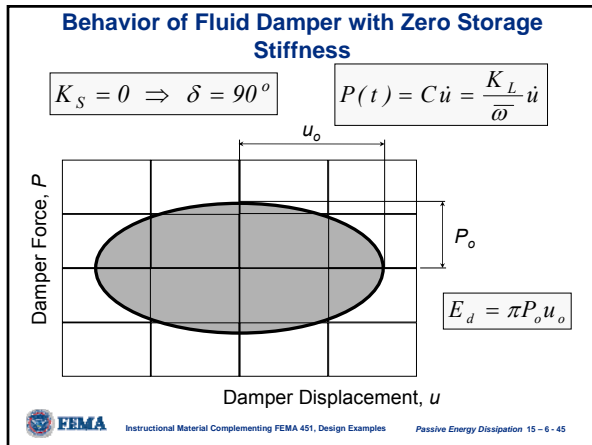 Behavior of Fluid Damper with Zero Storage
Stiffness
K_S = 0 ⇒ δ = 90°
P(t) = Cu̇ = K_L / ω̅ u̇
u_o
Damper Force, P
P_o
E_d = πP_o u_o
Damper Displacement, u
FEMA
Instructional Material Complementing FEMA 451, Design Examples
Passive Energy Dissipation 15 – 6 - 45